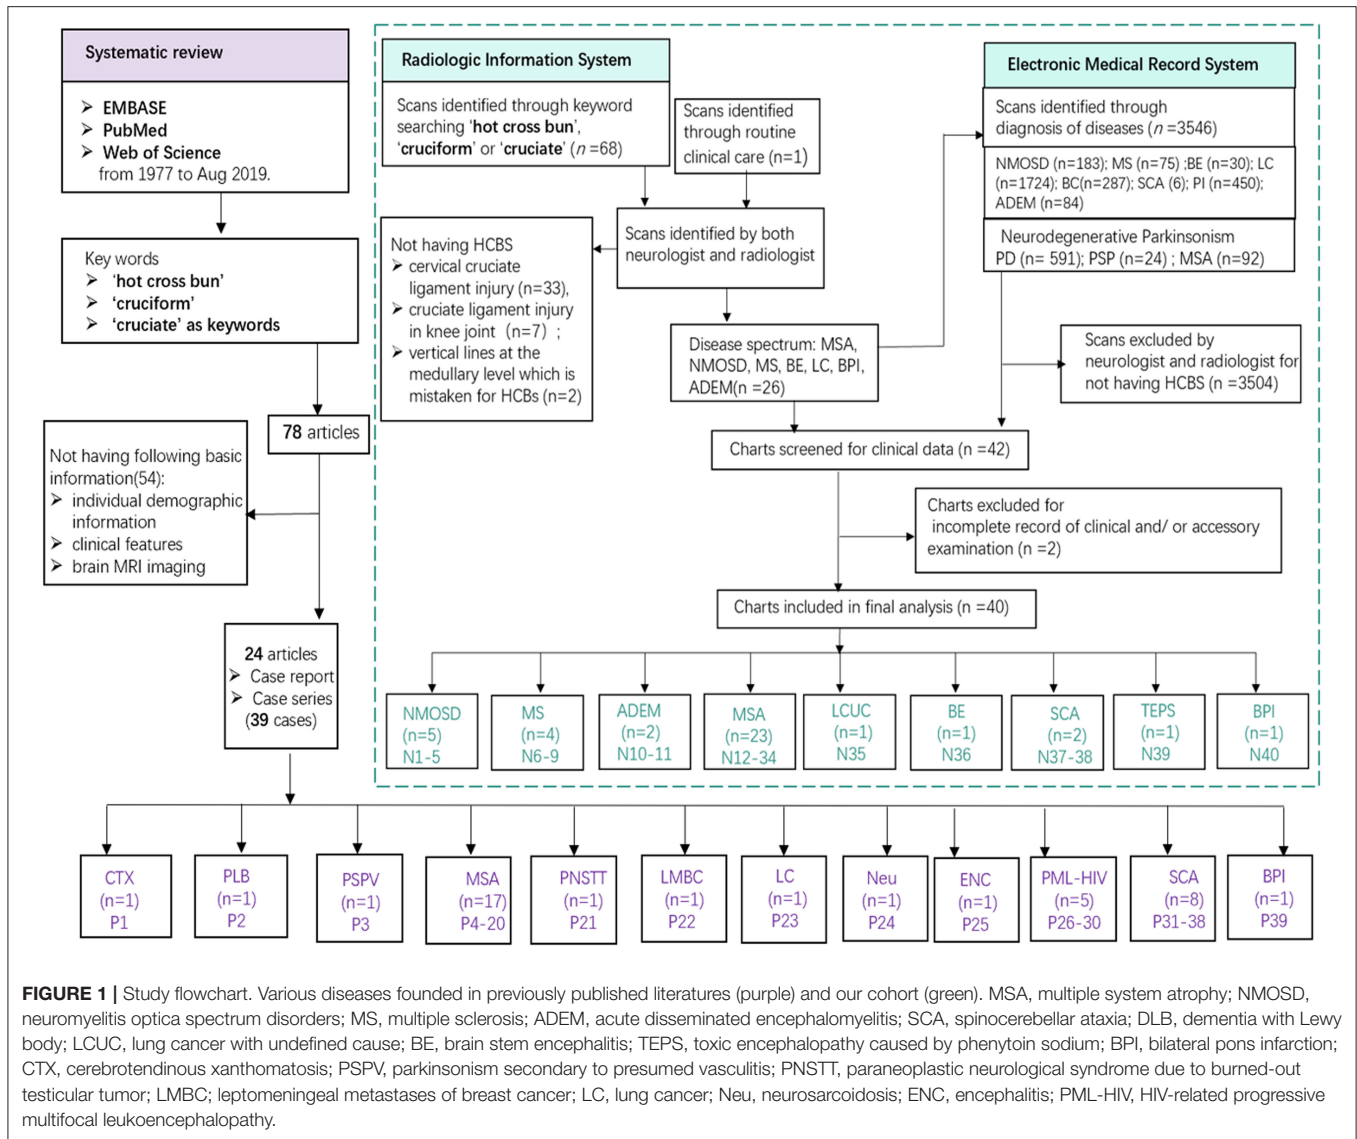 Systematic review
➢ EMBASE
➢ PubMed
➢ Web of Science
from 1977 to Aug 2019.
Key words
➢ 'hot cross bun'
➢ 'cruciform'
➢ 'cruciate' as keywords
78 articles
Not having following basic
information(54):
➢ individual demographic
information
➢ clinical features
➢ brain MRI imaging
24 articles
➢ Case report
➢ Case series
(39 cases)
Radiologic Information System
Scans identified through keyword
searching 'hot cross bun',
'cruciform' or 'cruciate' (n =68)
Scans identified
through routine
clinical care (n=1)
Electronic Medical Record System
Scans identified through
diagnosis of diseases (n =3546)
NMOSD (n=183); MS (n=75) ;BE (n=30); LC
(n=1724); BC(n=287); SCA (6); PI (n=450);
ADEM (n=84)
Neurodegenerative Parkinsonism
PD (n= 591); PSP (n=24) ; MSA (n=92)
Not having HCBS
➢ cervical cruciate
ligament injury (n=33),
➢ cruciate ligament injury
in knee joint (n=7) ;
➢ vertical lines at the
medullary level which is
mistaken for HCBs (n=2)
Scans identified by both
neurologist and radiologist
Disease spectrum: MSA,
NMOSD, MS, BE, LC, BPI,
ADEM(n =26)
Scans excluded by
neurologist and radiologist for
not having HCBS (n =3504)
Charts screened for clinical data (n =42)
Charts excluded for
incomplete record of clinical and/ or accessory
examination (n =2)
Charts included in final analysis (n =40)
NMOSD
(n=5)
N1-5
MS
(n=4)
N6-9
ADEM
(n=2)
N10-11
MSA
(n=23)
N12-34
LCUC
(n=1)
N35
BE
(n=1)
N36
SCA
(n=2)
N37-38
TEPS
(n=1)
N39
BPI
(n=1)
N40
CTX
(n=1)
P1
PLB
(n=1)
P2
PSPV
(n=1)
P3
MSA
(n=17)
P4-20
PNSTT
(n=1)
P21
LMBC
(n=1)
P22
LC
(n=1)
P23
Neu
(n=1)
P24
ENC
(n=1)
P25
PML-HIV
(n=5)
P26-30
SCA
(n=8)
P31-38
BPI
(n=1)
P39
FIGURE 1 | Study flowchart. Various diseases founded in previously published literatures (purple) and our cohort (green). MSA, multiple system atrophy; NMOSD,
neuromyelitis optica spectrum disorders; MS, multiple sclerosis; ADEM, acute disseminated encephalomyelitis; SCA, spinocerebellar ataxia; DLB, dementia with Lewy
body; LCUC, lung cancer with undefined cause; BE, brain stem encephalitis; TEPS, toxic encephalopathy caused by phenytoin sodium; BPI, bilateral pons infarction;
CTX, cerebrotendinous xanthomatosis; PSPV, parkinsonism secondary to presumed vasculitis; PNSTT, paraneoplastic neurological syndrome due to burned-out
testicular tumor; LMBC; leptomeningeal metastases of breast cancer; LC, lung cancer; Neu, neurosarcoidosis; ENC, encephalitis; PML-HIV, HIV-related progressive
multifocal leukoencephalopathy.